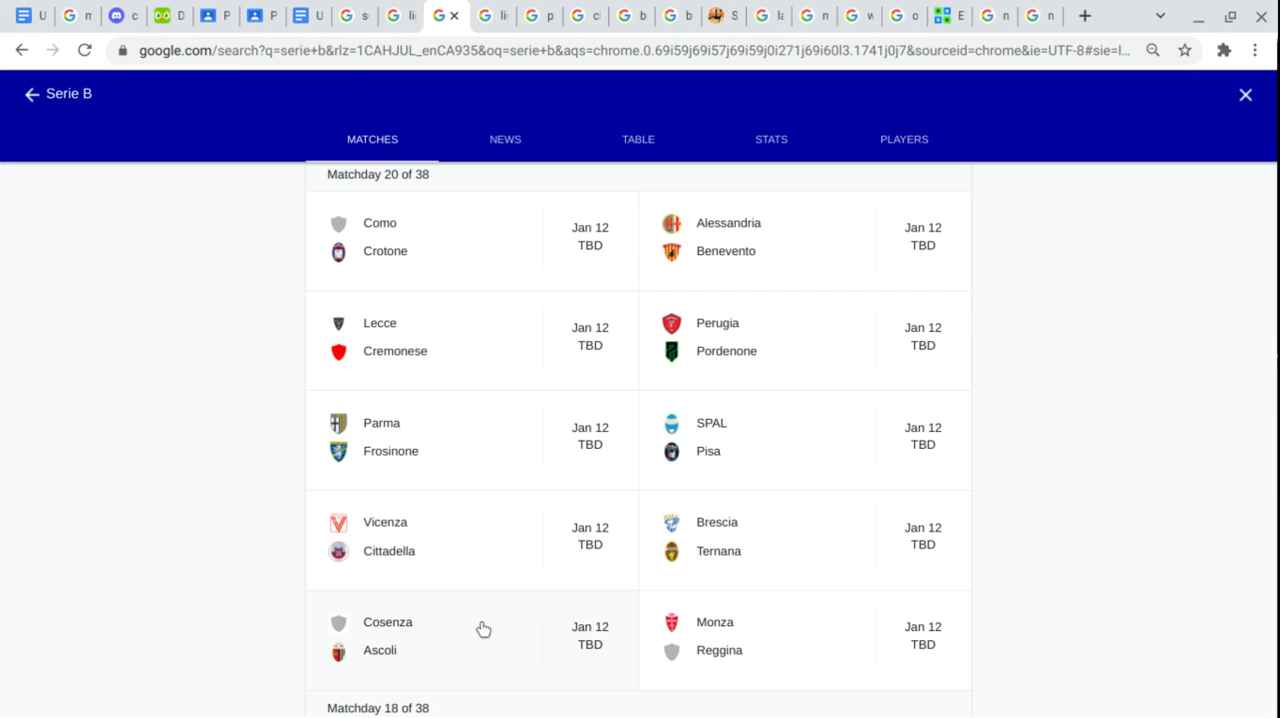 U
n
c
D
P
P
U
s
li
G
li
p
cl
b
b
S
la
n
w
o
E
n
n
google.com/search?q=serie+b&rlz=1CAHJUL_enCA935&oq=serie+b&aqs=chrome.0.69i59j69i57j69i59j0i271j69i60l3.1741j0j7&sourceid=chrome&ie=UTF-8#sie=l...
Serie B
MATCHES NEWS TABLE STATS PLAYERS
Matchday 20 of 38
Como
Crotone
Jan 12
TBD
Alessandria
Benevento
Jan 12
TBD
Lecce
Cremonese
Jan 12
TBD
Perugia
Pordenone
Jan 12
TBD
Parma
Frosinone
Jan 12
TBD
SPAL
Pisa
Jan 12
TBD
Vicenza
Cittadella
Jan 12
TBD
Brescia
Ternana
Jan 12
TBD
Cosenza
Ascoli
Jan 12
TBD
Monza
Reggina
Jan 12
TBD
Matchday 18 of 38